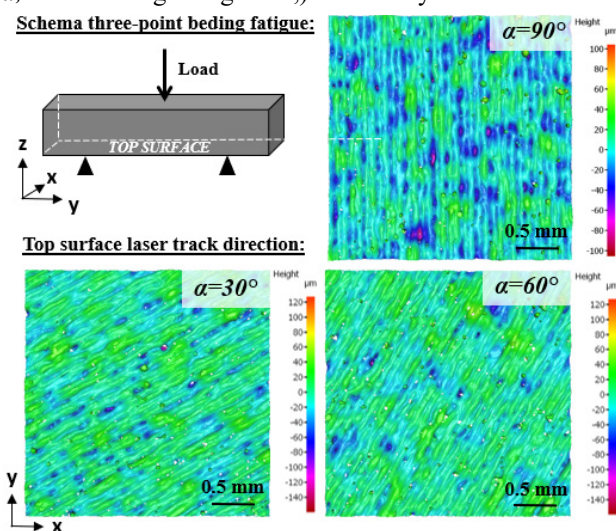 Schema three-point beding fatigue:
Load
TOP SURFACE
z
x
y
α=90°
Height
µm
100
80
60
40
20
0
-20
-40
-60
-80
-100
0.5 mm
Top surface laser track direction:
α=30°
Height
µm
120
100
80
60
40
20
0
-20
-40
-60
-80
-100
-120
-140
0.5 mm
y
x
α=60°
Height
µm
120
100
80
60
40
20
0
-20
-40
-60
-80
-100
-120
-140
0.5 mm